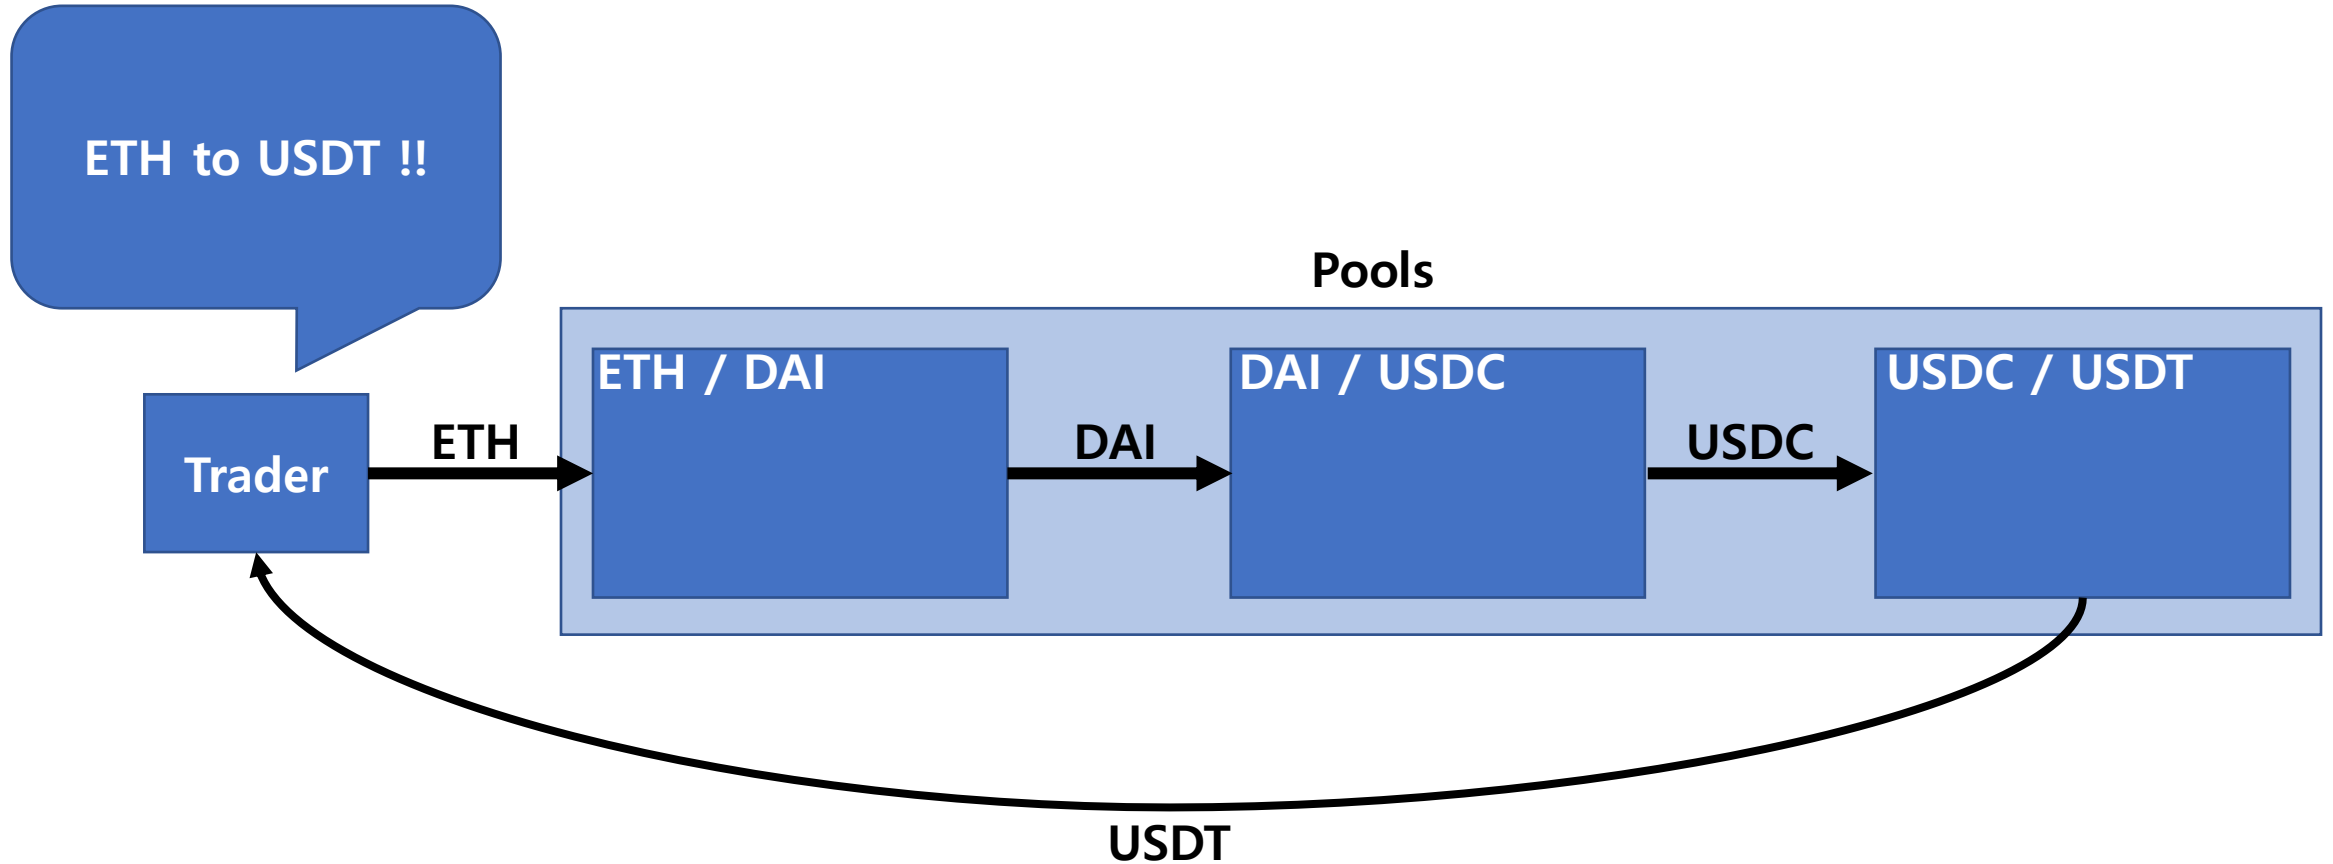 ETH to USDT !!
Pools
ETH / DAI
DAI / USDC
USDC / USDT
Trader
ETH
DAI
USDC
USDT